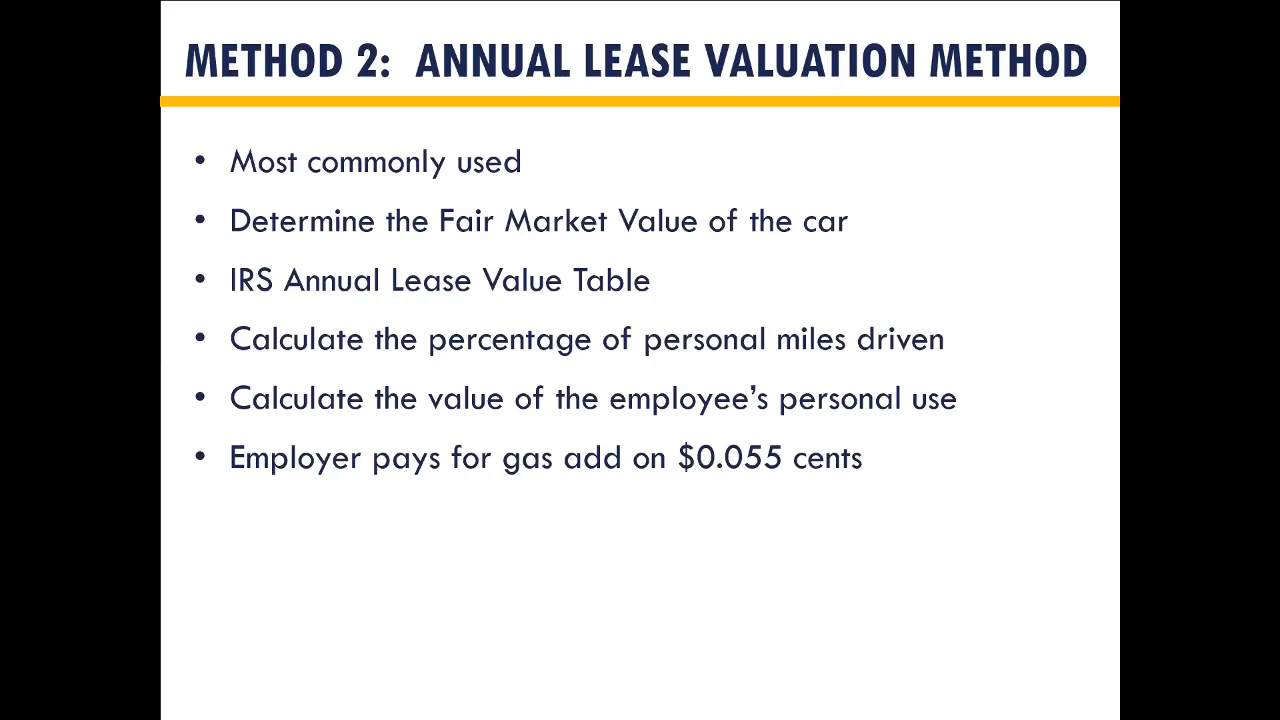 METHOD 2: ANNUAL LEASE VALUATION METHOD
• Most commonly used
• Determine the Fair Market Value of the car
• IRS Annual Lease Value Table
• Calculate the percentage of personal miles driven
• Calculate the value of the employee’s personal use
• Employer pays for gas add on $0.055 cents